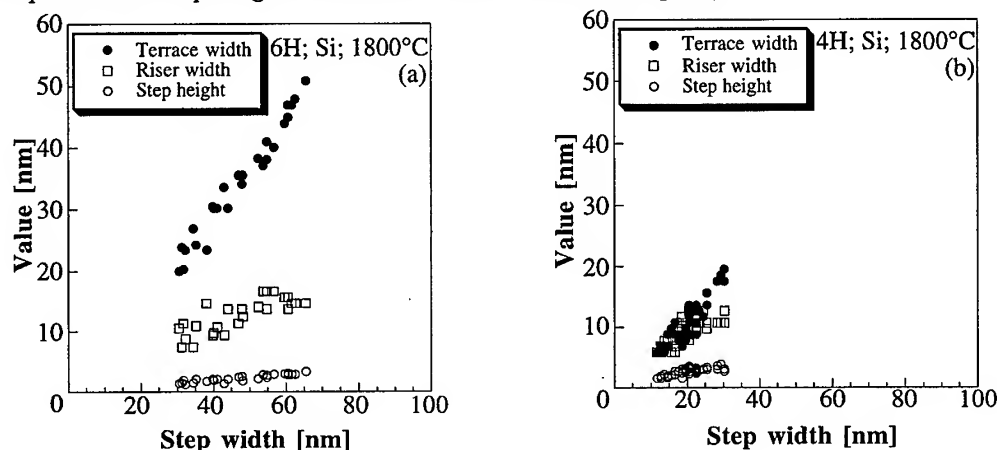 60
50
40
30
20
10
0
Value [nm]
Terrace width
Riser width
Step height
6H; Si; 1800°C
(a)
20
40
60
80
100
Step width [nm]
60
50
40
30
20
10
0
Value [nm]
Terrace width
Riser width
Step height
4H; Si; 1800°C
(b)
20
40
60
80
100
Step width [nm]